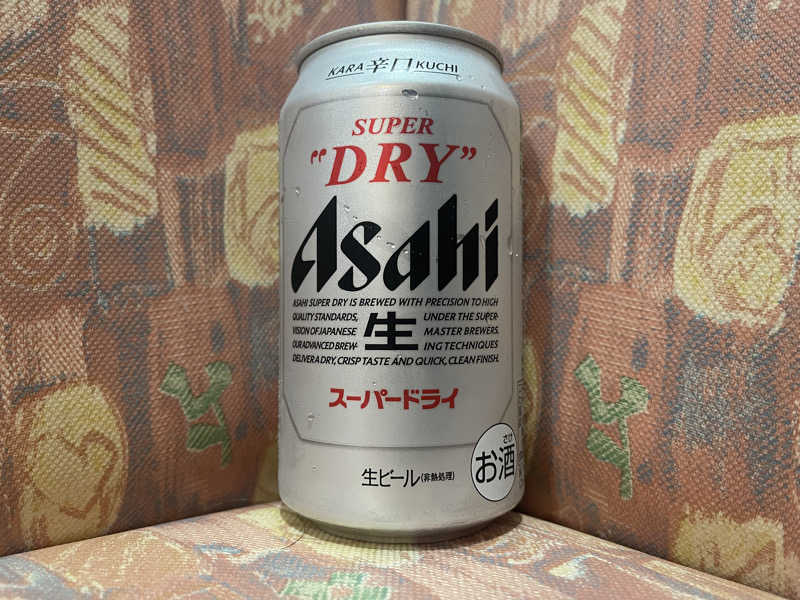 KARA 辛口 KUCHI
SUPER
"DRY"
Asahi
ASAHI SUPER DRY IS BREWED WITH PRECISION TO HIGH
QUALITY STANDARDS, UNDER THE SUPER-
VISION OF JAPANESE MASTER BREWERS.
OUR ADVANCED BREW- ING TECHNIQUES
DELIVER A DRY, CRISP TASTE AND QUICK, CLEAN FINISH.
生
スーパードライ
生ビール(非熱処理)
さけ
お酒